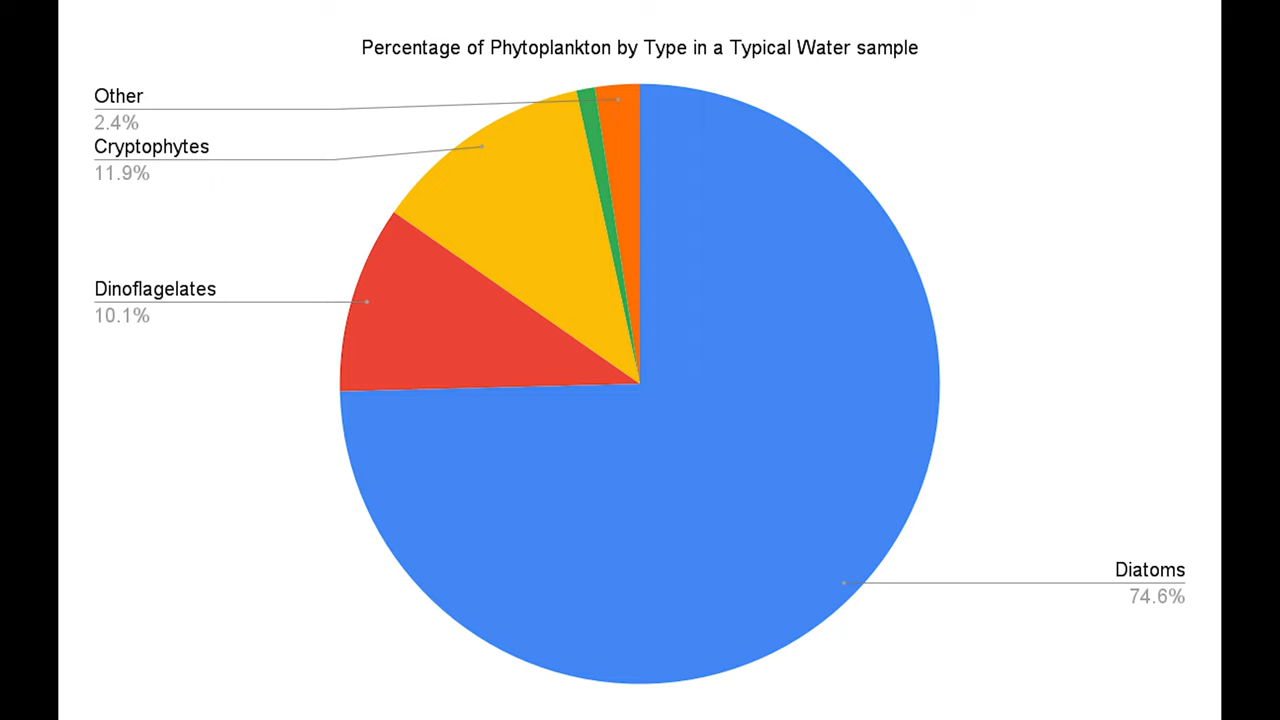 Percentage of Phytoplankton by Type in a Typical Water sample
Other
2.4%
Cryptophytes
11.9%
Dinoflagelates
10.1%
Diatoms
74.6%